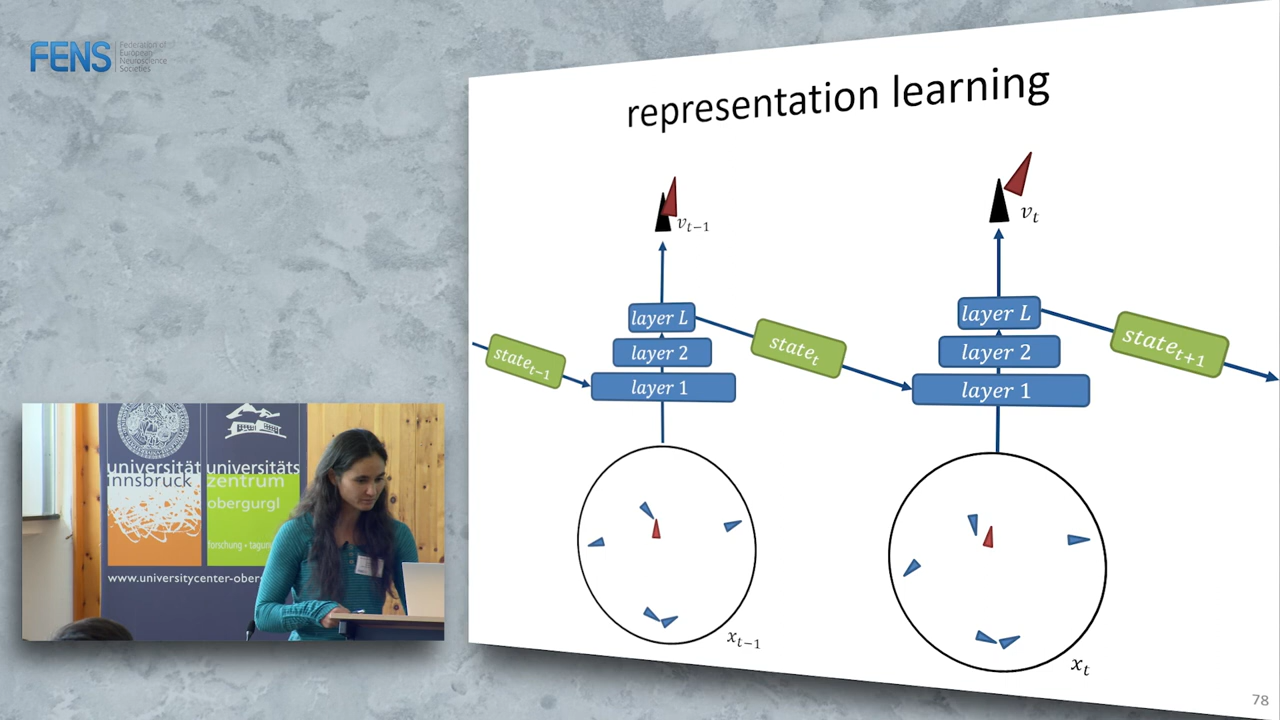 FENS
Federation of
European
Neuroscience
Societies
representation learning
v_{t-1}
v_t
layer L
layer 2
layer 1
layer L
layer 2
layer 1
state_{t-1}
state_t
state_{t+1}
x_{t-1}
x_t
78
universität
innsbruck
universitäts
zentrum
obergurgl
forschung + tagun
www.universitycenter-oberg